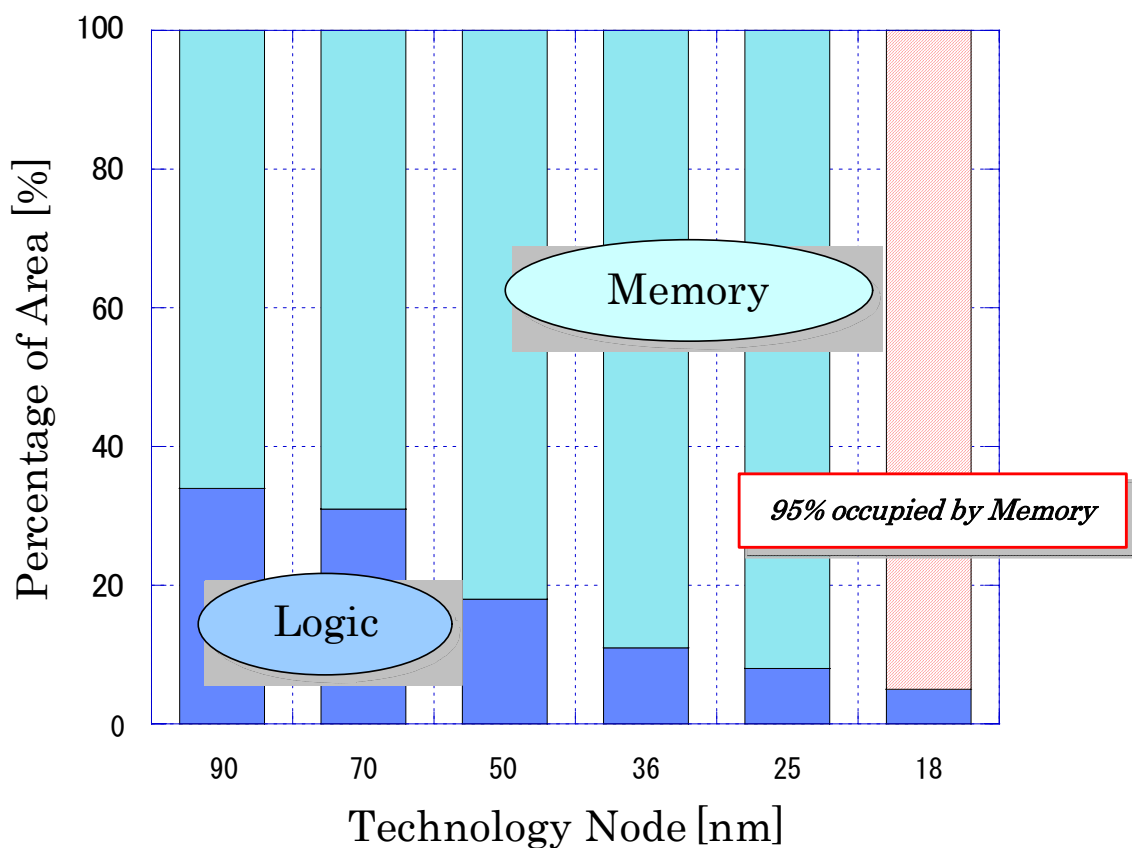 Percentage of Area [%]
100
80
60
40
20
0
Memory
95% occupied by Memory
Logic
90 70 50 36 25 18
Technology Node [nm]